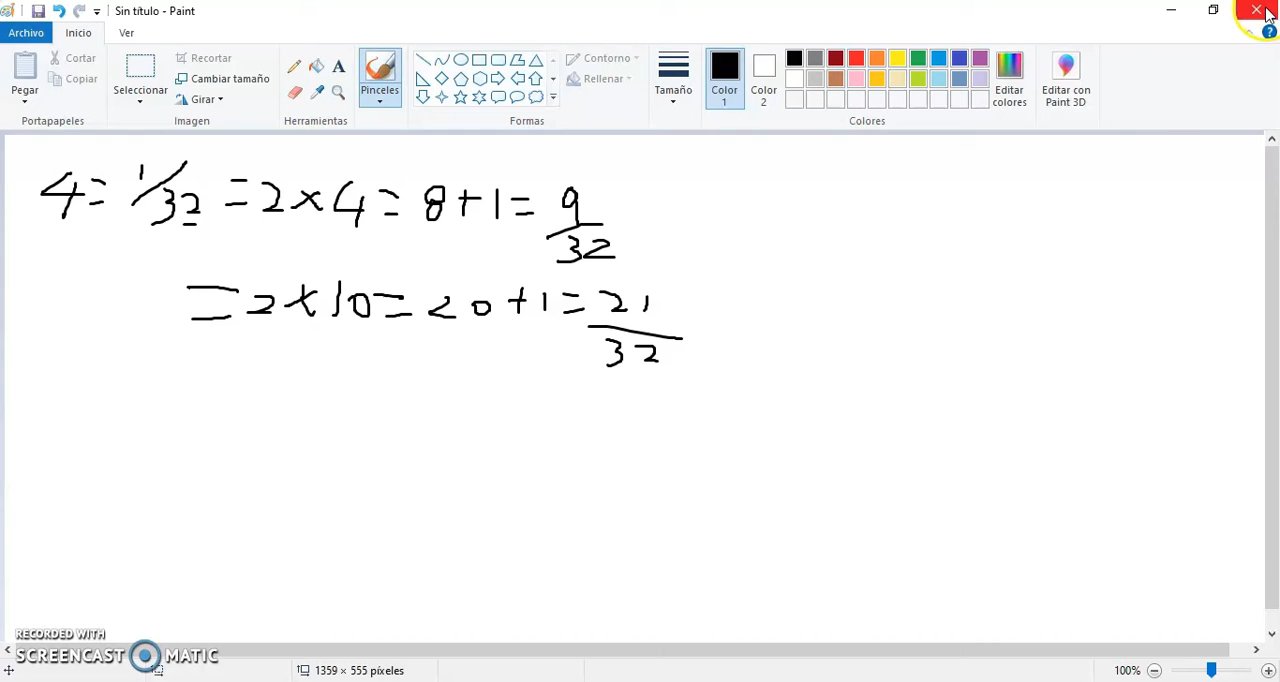 Sin título - Paint
Archivo Inicio Ver
Pegar
Cortar
Copiar
Portapapeles
Seleccionar
Recortar
Cambiar tamaño
Girar
Imagen
A
Herramientas
Pinceles
Contorno
Rellenar
Formas
Tamaño
Color 1
Color 2
Editar colores
Colores
Editar con Paint 3D
4 = 1/32 = 2 x 4 = 8 + 1 = 9
32
= 2 x 10 = 20 + 1 = 21
32
RECORDED WITH
SCREENCAST MATIC
1359 × 555 píxeles
100%